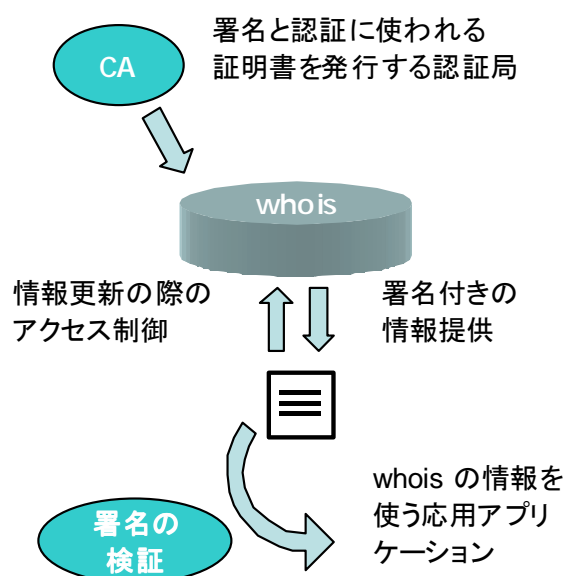 CA
署名と認証に使われる
証明書を発行する認証局
whois
情報更新の際の
アクセス制御
署名付きの
情報提供
whois の情報を
使う応用アプリ
ケーション
署名の
検証